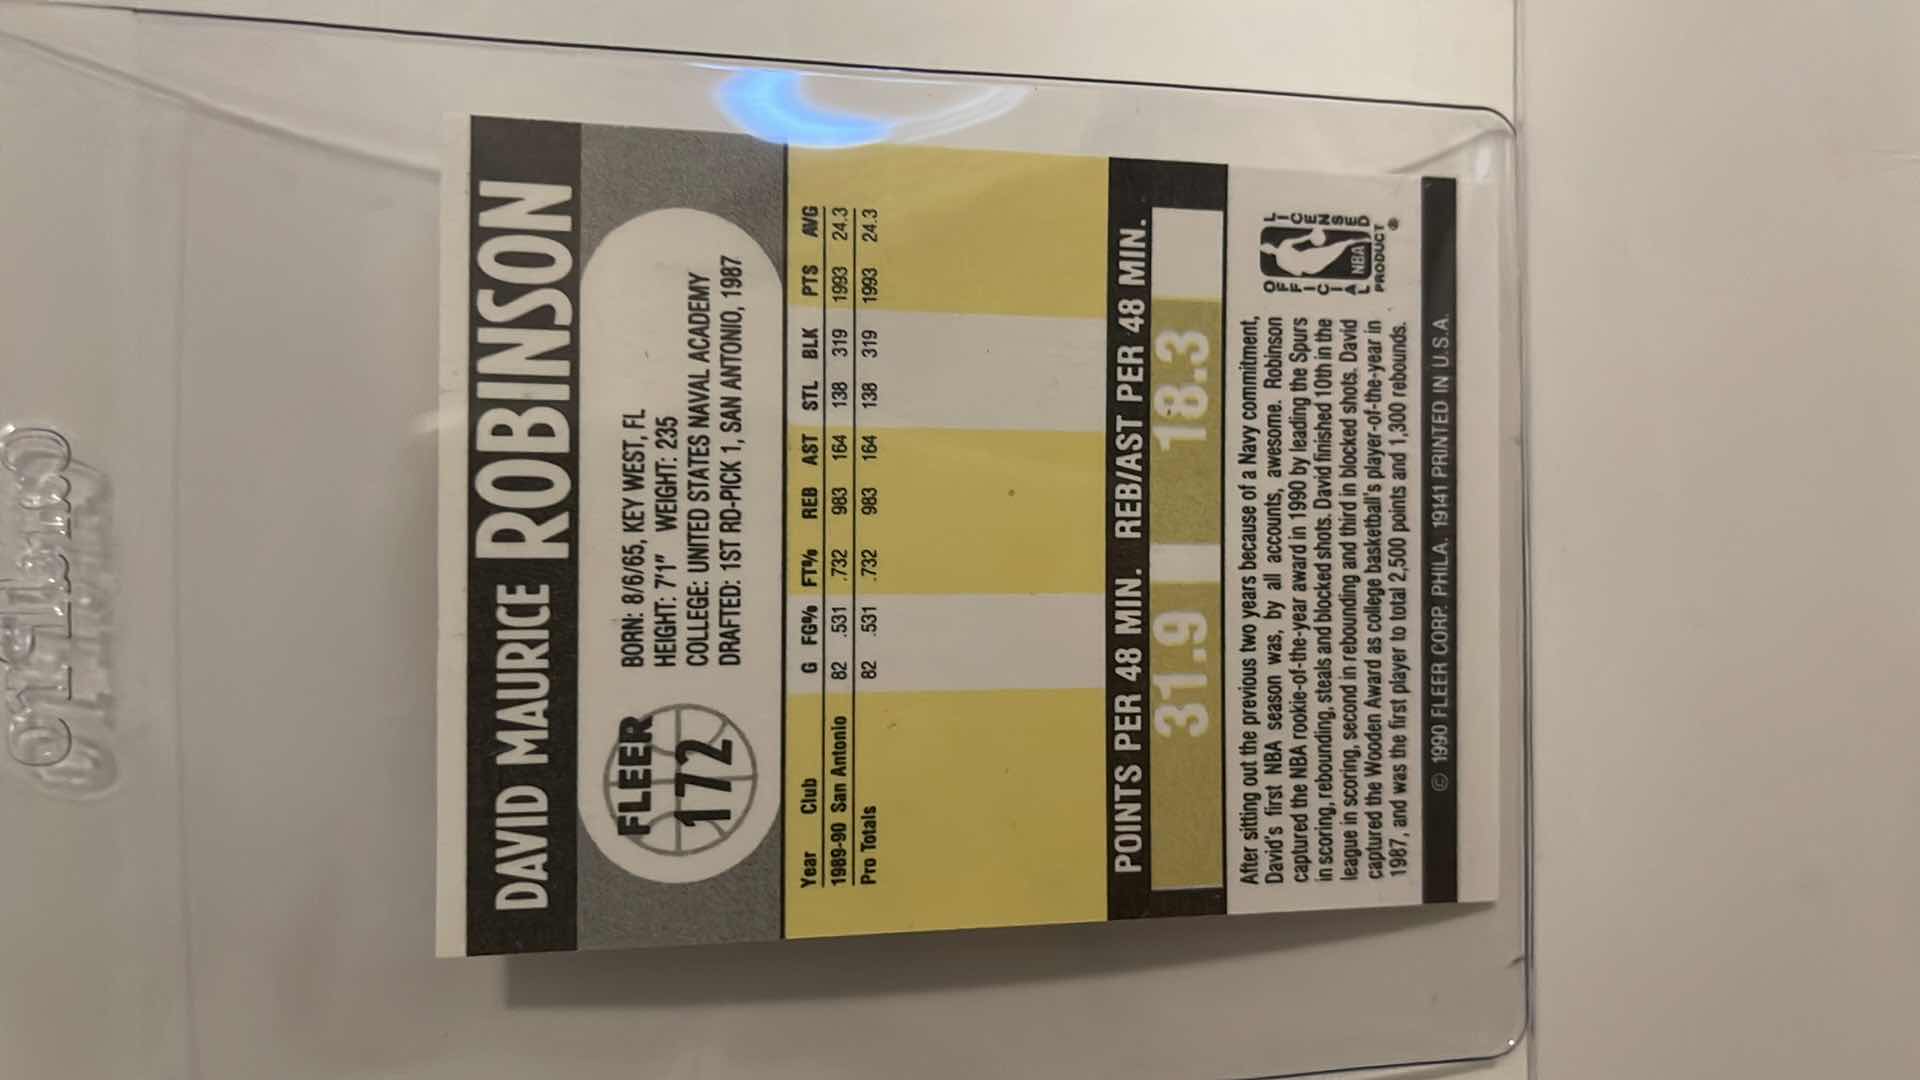 DAVID MAURICE ROBINSON
FLEER
172
BORN: 8/6/65, KEY WEST, FL
HEIGHT: 7'1" WEIGHT: 235
COLLEGE: UNITED STATES NAVAL ACADEMY
DRAFTED: 1ST RD-PICK 1, SAN ANTONIO, 1987
Year Club G FG% FT% REB AST STL BLK PTS AVG
1989-90 San Antonio 82 .531 .732 983 164 138 319 1993 24.3
Pro Totals 82 .531 .732 983 164 138 319 1993 24.3
POINTS PER 48 MIN. REB/AST PER 48 MIN.
31.9 18.3
After sitting out the previous two years because of a Navy commitment,
David's first NBA season was, by all accounts, awesome. Robinson
captured the NBA rookie-of-the-year award in 1990 by leading the Spurs
in scoring, rebounding, steals and blocked shots. David finished 10th in the
league in scoring, second in rebounding and third in blocked shots. David
captured the Wooden Award as college basketball's player-of-the-year in
1987, and was the first player to total 2,500 points and 1,300 rebounds.
OFFICIAL LICENSED
NBA
PRODUCT ®
© 1990 FLEER CORP. PHILA. 19141 PRINTED IN U.S.A.